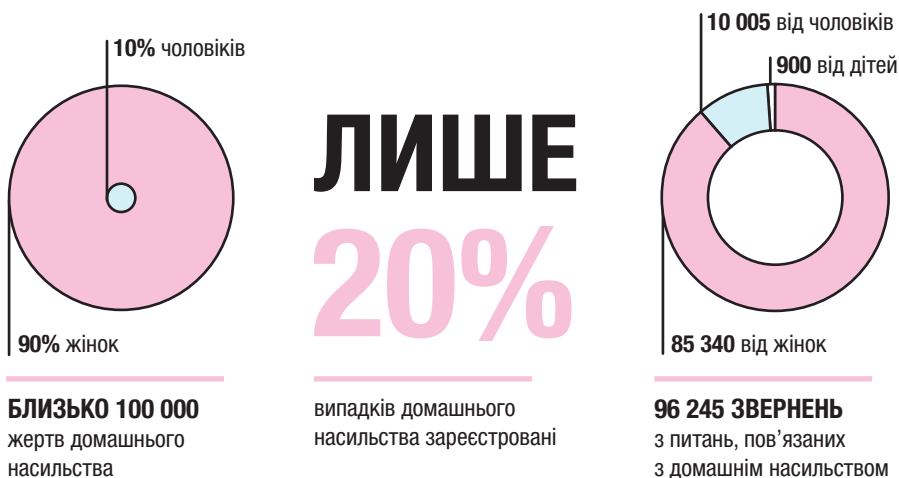 10% чоловіків
90% жінок
БЛИЗЬКО 100 000
жертв домашнього
насильства
ЛИШЕ
20%
випадків домашнього
насильства зареєстровані
10 005 від чоловіків
900 від дітей
85 340 від жінок
96 245 ЗВЕРНЕНЬ
з питань, пов’язаних
з домашнім насильством